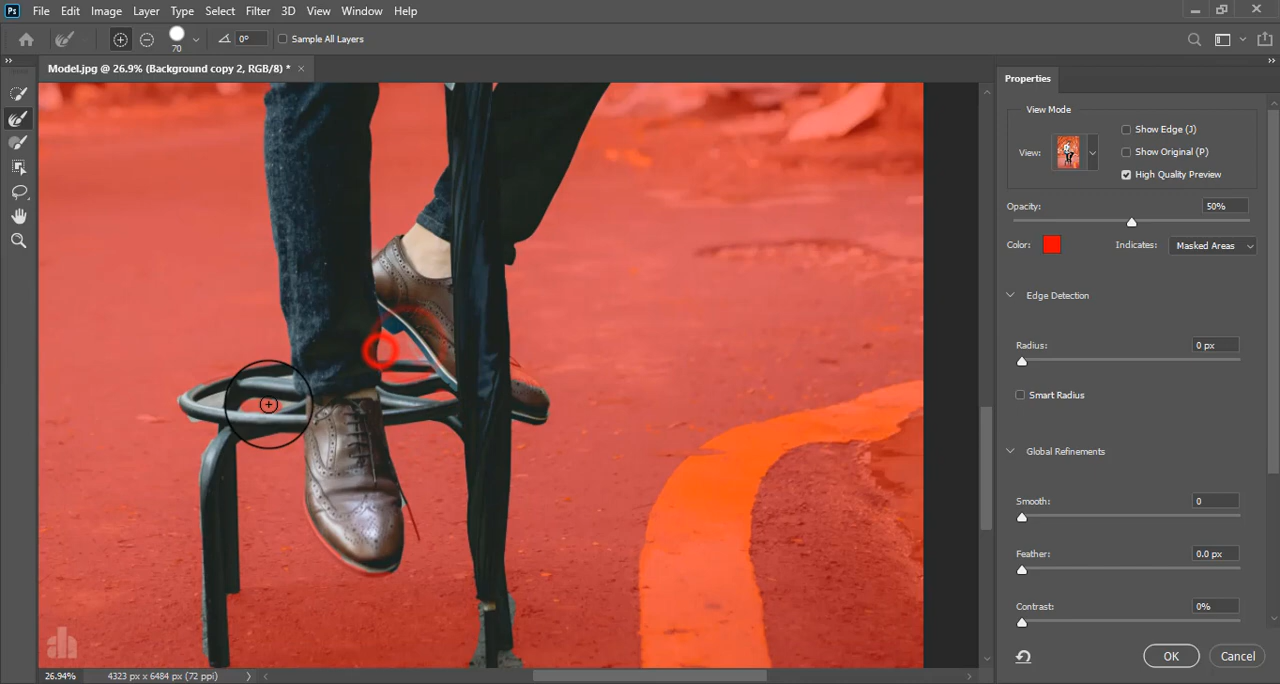 Ps File Edit Image Layer Type Select Filter 3D View Window Help
70 0° Sample All Layers
Model.jpg @ 26.9% (Background copy 2, RGB/8) * ×
Properties
View Mode
Show Edge (J)
View:
Show Original (P)
High Quality Preview
Opacity: 50%
Color: Indicates: Masked Areas
Edge Detection
Radius: 0 px
Smart Radius
Global Refinements
Smooth: 0
Feather: 0.0 px
Contrast: 0%
OK Cancel
ah
26.94% 4323 px x 6484 px (72 ppi)